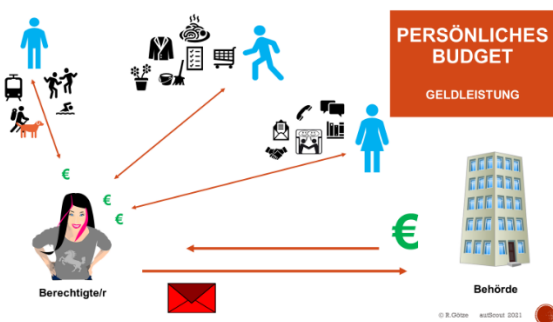 PERSÖNLICHES
BUDGET
GELDLEISTUNG
€
€
€
€
Berechtigte/r
Behörde
© R.Götze autScout 2021